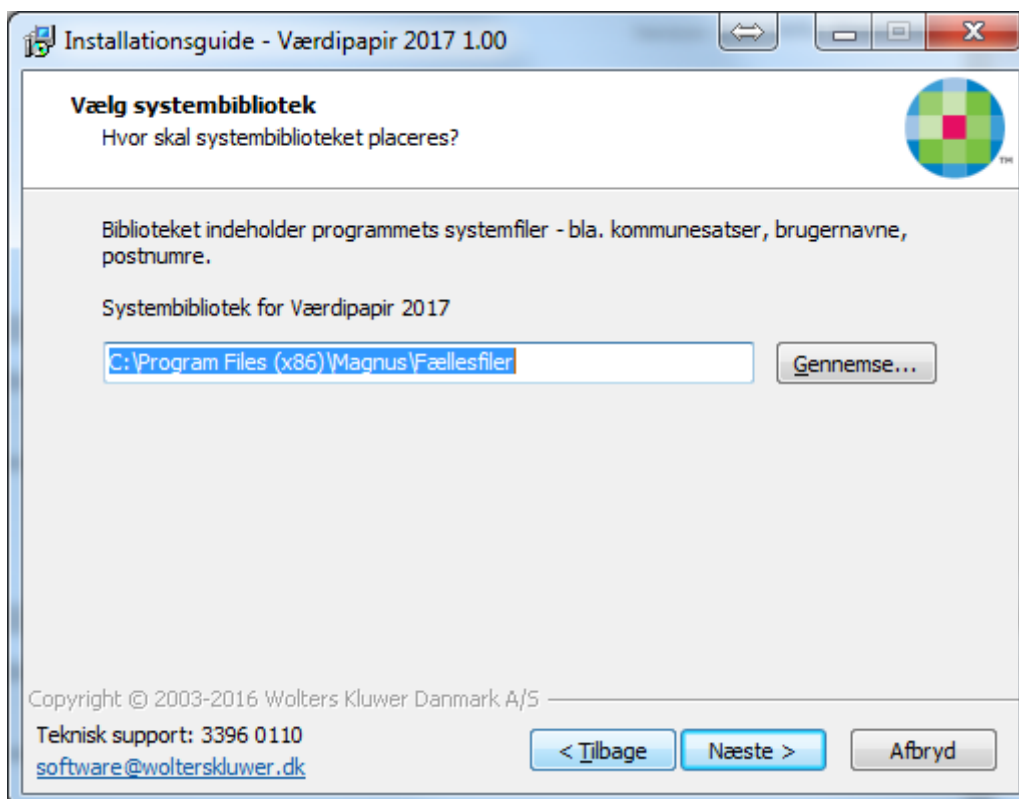 Installationsguide - Værdipapir 2017 1.00
Vælg systembibliotek
Hvor skal systembiblioteket placeres?
TM
Biblioteket indeholder programmets systemfiler - bla. kommunesatser, brugernavne,
postnumre.
Systembibliotek for Værdipapir 2017
C:\Program Files (x86)\Magnus\Fællesfiler
Gennemse...
Copyright © 2003-2016 Wolters Kluwer Danmark A/S
Teknisk support: 3396 0110
software@wolterskluwer.dk
< Tilbage
Næste >
Afbryd